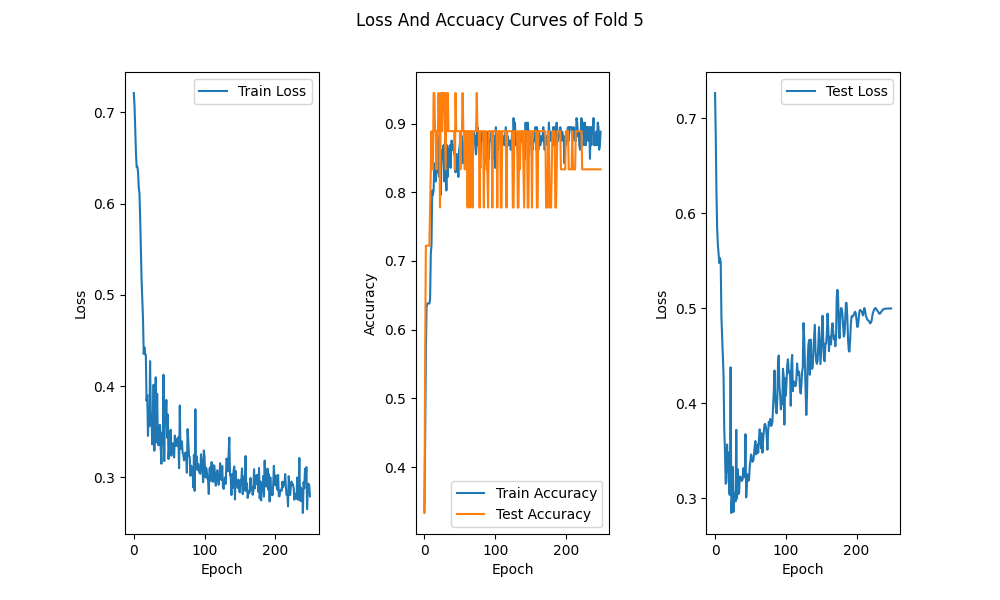 Loss And Accuacy Curves of Fold 5
Train Loss
0.7
0.6
0.5
0.4
0.3
Loss
0
100
200
Epoch
0.9
0.8
0.7
0.6
0.5
0.4
Accuracy
Train Accuracy
Test Accuracy
0
100
200
Epoch
Test Loss
0.7
0.6
0.5
0.4
0.3
Loss
0
100
200
Epoch